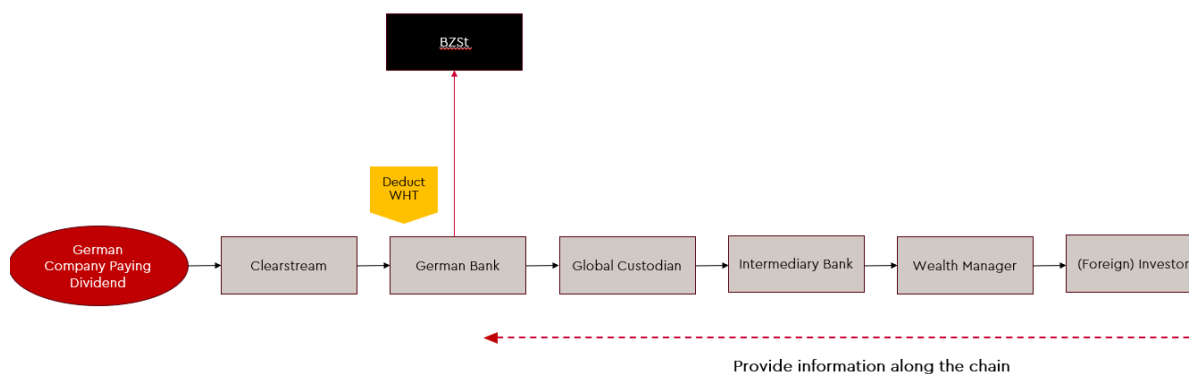 BZSt
Deduct
WHT
German
Company Paying
Dividend
Clearstream
German Bank
Global Custodian
Intermediary Bank
Wealth Manager
(Foreign) Investor
Provide information along the chain